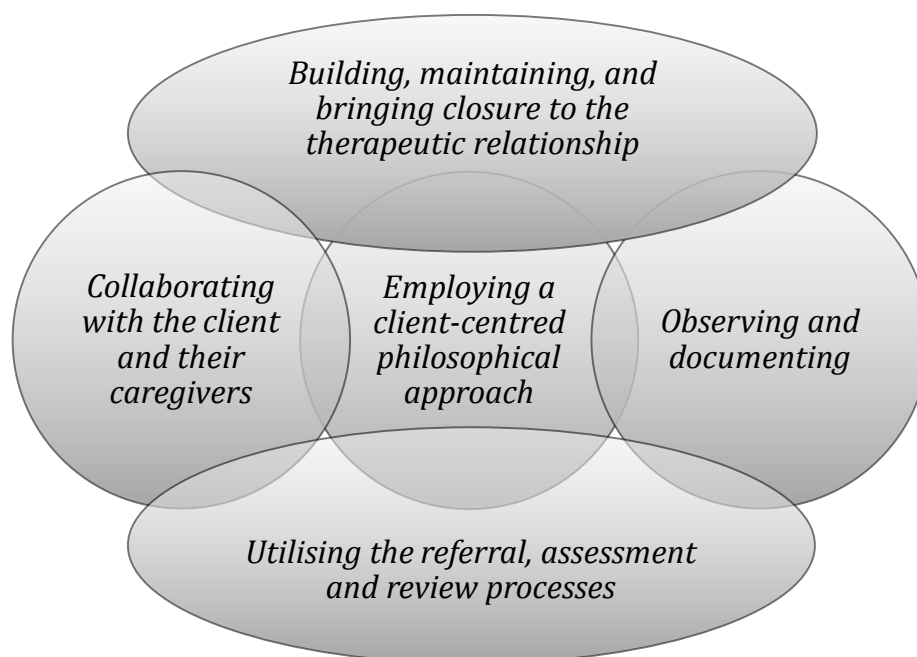 Building, maintaining, and
bringing closure to the
therapeutic relationship
Collaborating
with the client
and their
caregivers
Employing a
client-centred
philosophical
approach
Observing and
documenting
Utilising the referral, assessment
and review processes